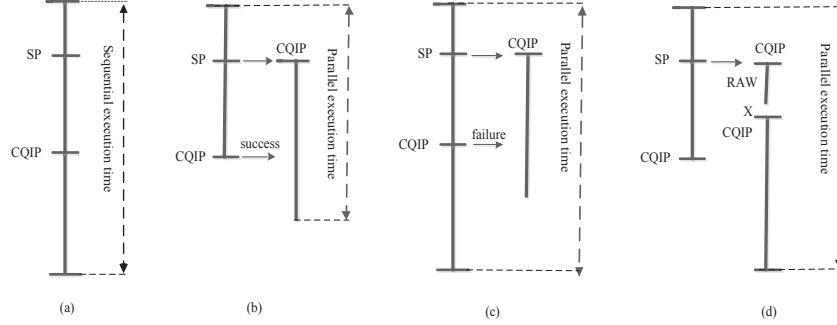 SP
CQIP
Sequential execution time
(a)
SP
CQIP
CQIP
success
Parallel execution time
(b)
SP
CQIP
CQIP
failure
Parallel execution time
(c)
SP
CQIP
RAW
X
CQIP
CQIP
Parallel execution time
(d)